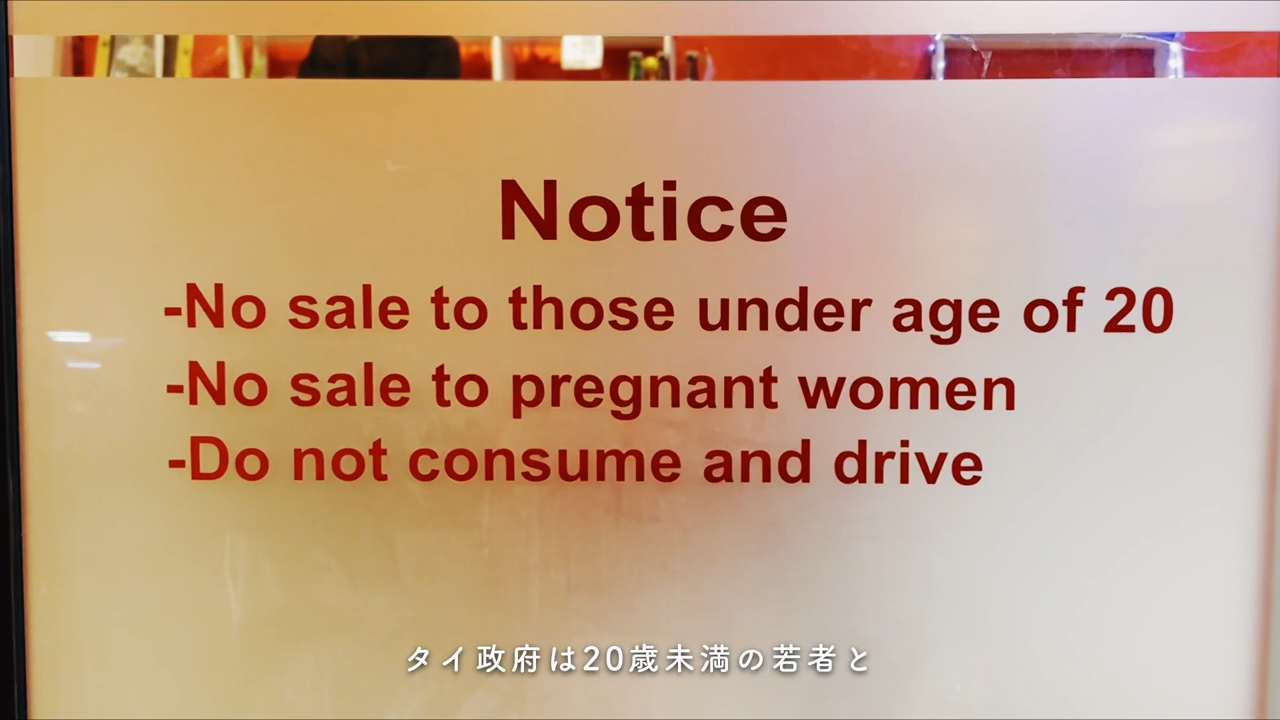 Notice
-No sale to those under age of 20
-No sale to pregnant women
-Do not consume and drive
タイ政府は20歳未満の若者と